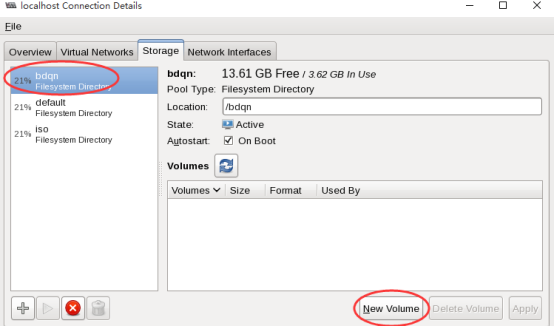 localhost Connection Details
File
Overview Virtual Networks Storage Network Interfaces
21% bdqn
Filesystem Directory
21% default
Filesystem Directory
21% iso
Filesystem Directory
bdqn: 13.61 GB Free / 3.62 GB In Use
Pool Type: Filesystem Directory
Location: /bdqn
State: Active
Autostart: On Boot
Volumes
Volumes Size Format Used By
New Volume Delete Volume Apply